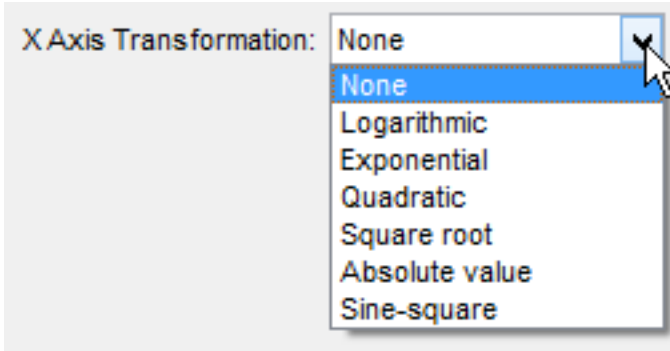 X Axis Transformation: None
None
Logarithmic
Exponential
Quadratic
Square root
Absolute value
Sine-square